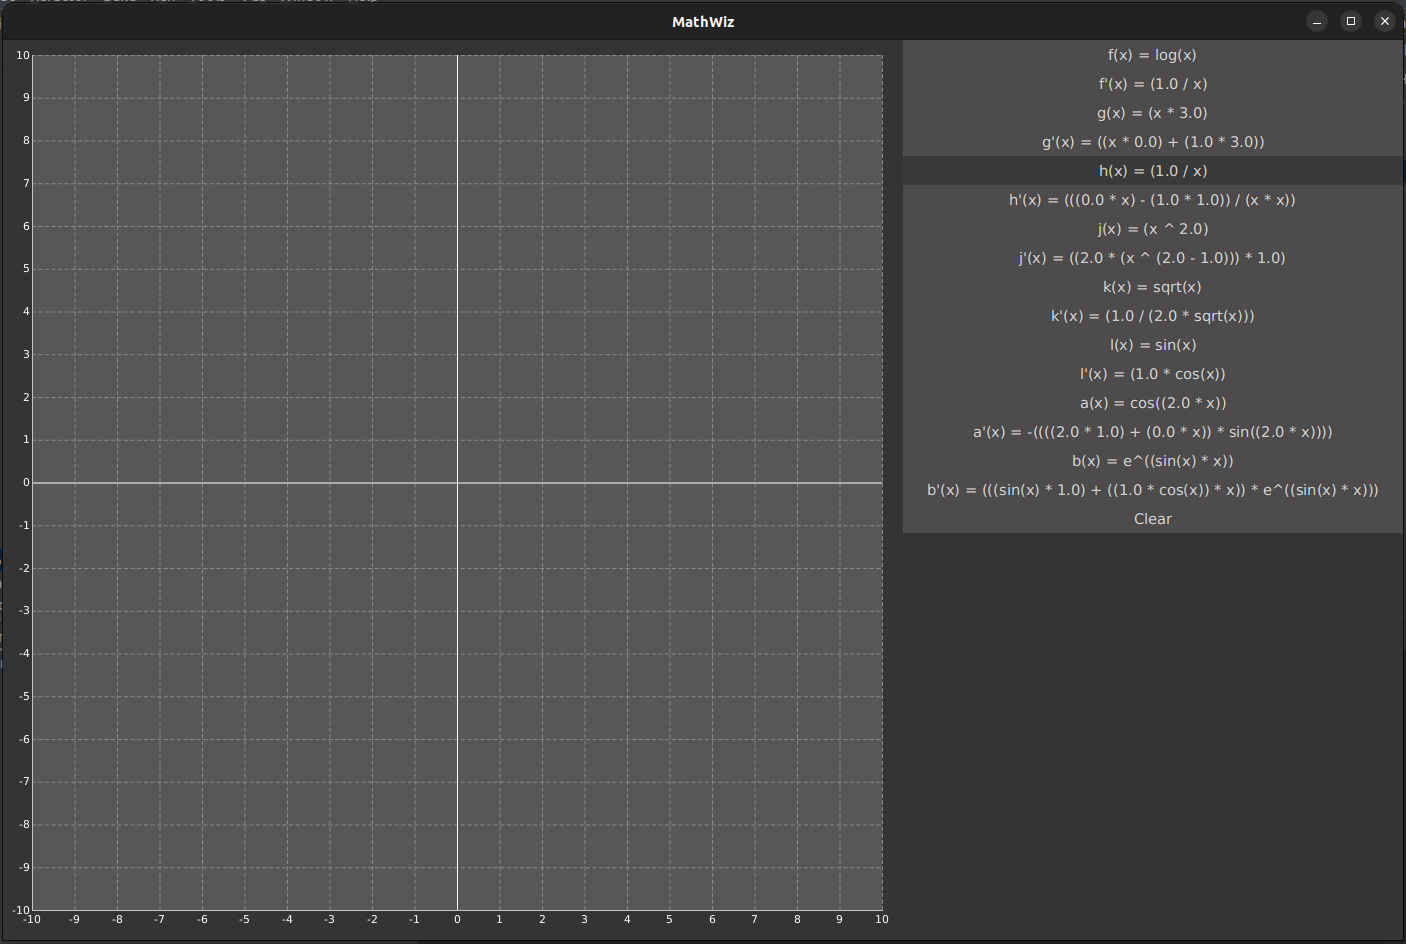 MathWiz
10
9
8
7
6
5
4
3
2
1
0
-1
-2
-3
-4
-5
-6
-7
-8
-9
-10
-10 -9 -8 -7 -6 -5 -4 -3 -2 -1 0 1 2 3 4 5 6 7 8 9 10
f(x) = log(x)
f'(x) = (1.0 / x)
g(x) = (x * 3.0)
g'(x) = ((x * 0.0) + (1.0 * 3.0))
h(x) = (1.0 / x)
h'(x) = (((0.0 * x) - (1.0 * 1.0)) / (x * x))
j(x) = (x ^ 2.0)
j'(x) = ((2.0 * (x ^ (2.0 - 1.0))) * 1.0)
k(x) = sqrt(x)
k'(x) = (1.0 / (2.0 * sqrt(x)))
l(x) = sin(x)
l'(x) = (1.0 * cos(x))
a(x) = cos((2.0 * x))
a'(x) = -((((2.0 * 1.0) + (0.0 * x)) * sin((2.0 * x))))
b(x) = e^((sin(x) * x))
b'(x) = (((sin(x) * 1.0) + ((1.0 * cos(x)) * x)) * e^((sin(x) * x)))
Clear